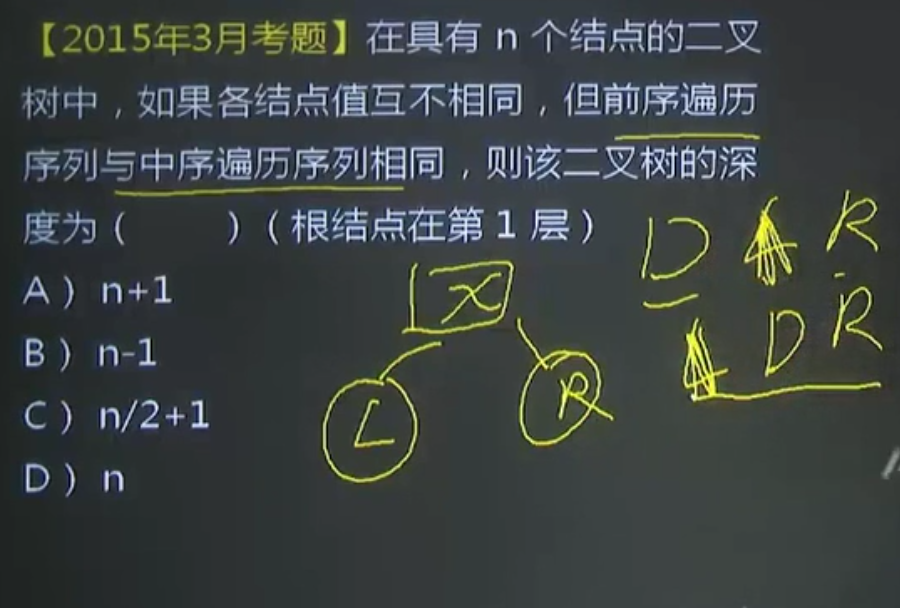 【2015年3月考题】在具有 n 个结点的二叉
树中，如果各结点值互不相同，但前序遍历
序列与中序遍历序列相同，则该二叉树的深
度为（ ）（根结点在第 1 层）
A）n+1
B）n-1
C）n/2+1
D）n
X
L R
D R
D R